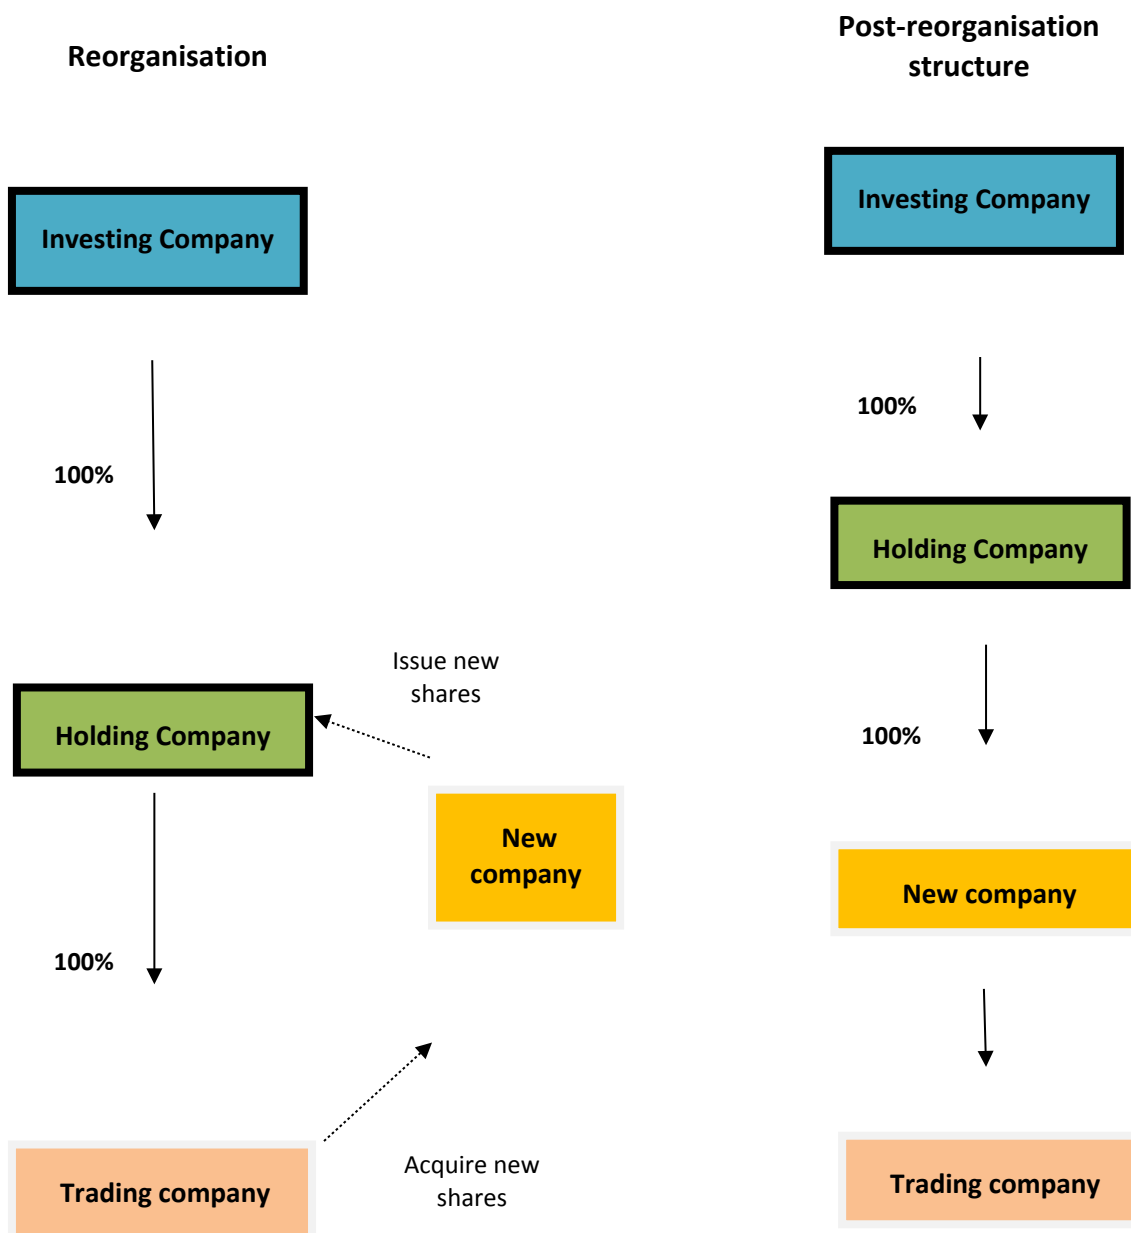 Reorganisation
Investing Company
100%
Issue new
shares
Holding Company
New
company
100%
Acquire new
shares
Trading company
Post-reorganisation
structure
Investing Company
100%
Holding Company
100%
New company
Trading company